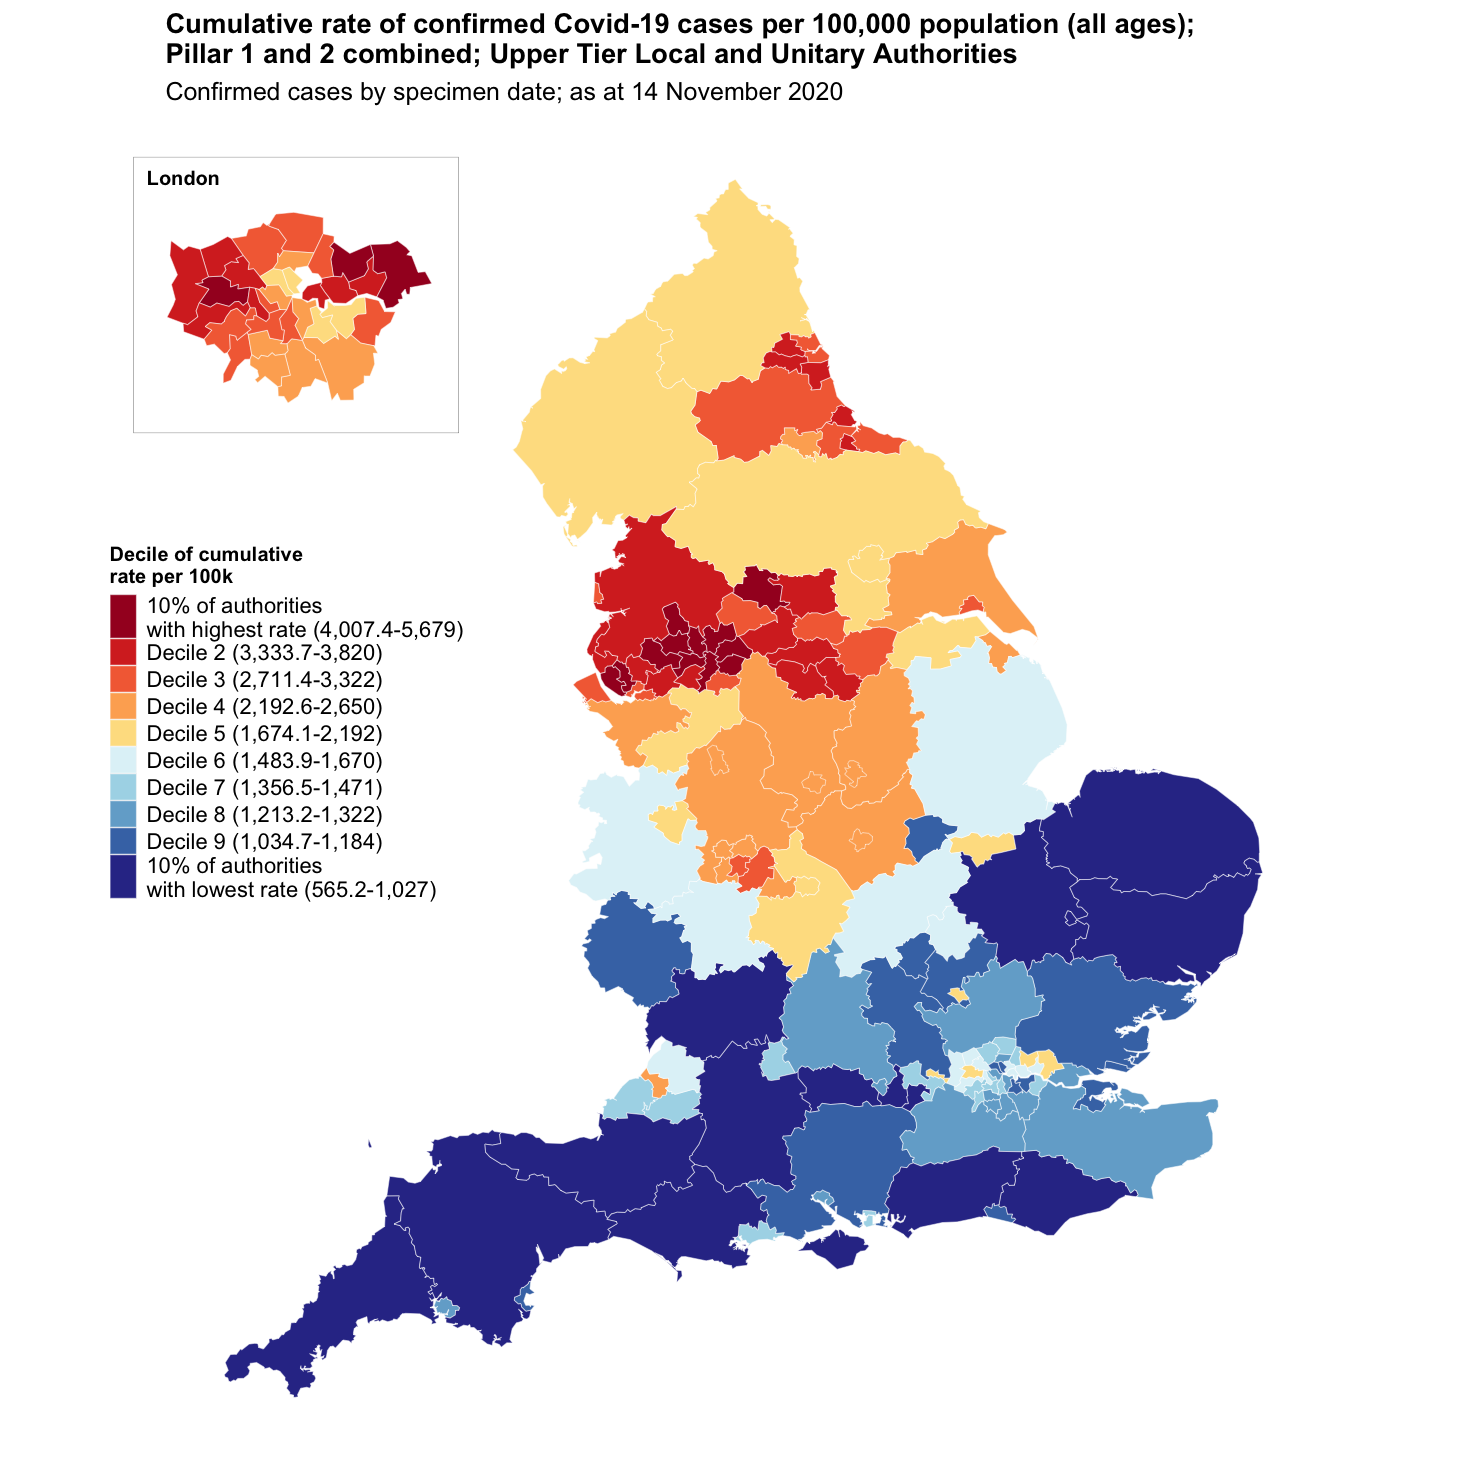 Cumulative rate of confirmed Covid-19 cases per 100,000 population (all ages);
Pillar 1 and 2 combined; Upper Tier Local and Unitary Authorities
Confirmed cases by specimen date; as at 14 November 2020
London
Decile of cumulative
rate per 100k
10% of authorities
with highest rate (4,007.4-5,679)
Decile 2 (3,333.7-3,820)
Decile 3 (2,711.4-3,322)
Decile 4 (2,192.6-2,650)
Decile 5 (1,674.1-2,192)
Decile 6 (1,483.9-1,670)
Decile 7 (1,356.5-1,471)
Decile 8 (1,213.2-1,322)
Decile 9 (1,034.7-1,184)
10% of authorities
with lowest rate (565.2-1,027)